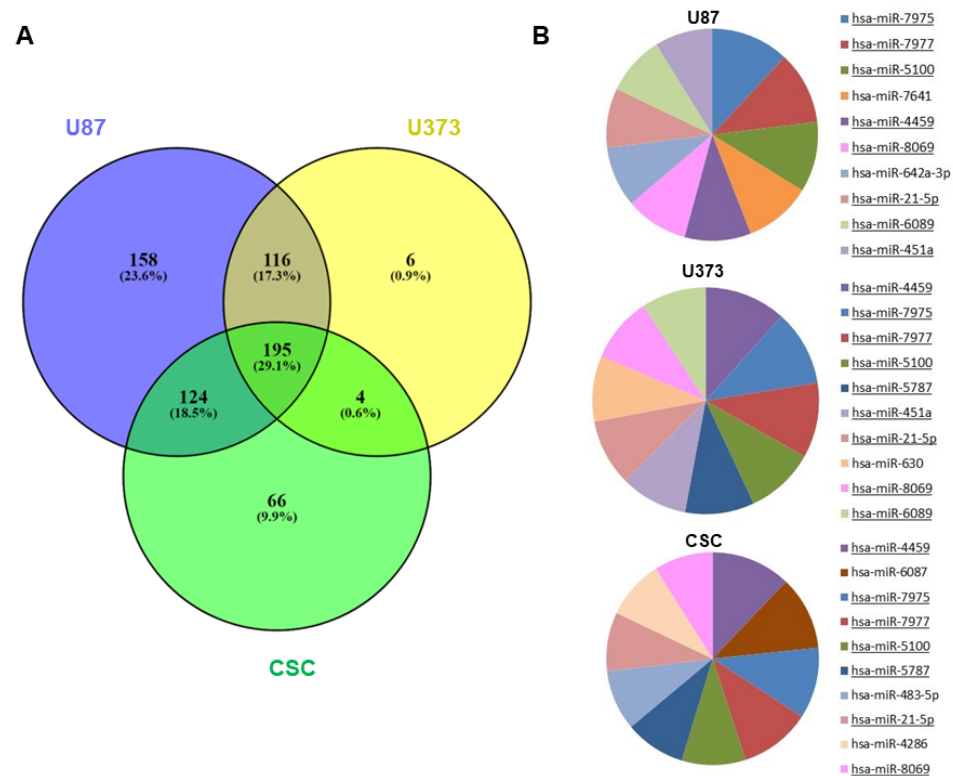 A
U87
U373
158
(23.6%)
116
(17.3%)
6
(0.9%)
195
(29.1%)
124
(18.5%)
4
(0.6%)
66
(9.9%)
CSC
B
U87
hsa-miR-7975
hsa-miR-7977
hsa-miR-5100
hsa-miR-7641
hsa-miR-4459
hsa-miR-8069
hsa-miR-642a-3p
hsa-miR-21-5p
hsa-miR-6089
hsa-miR-451a
U373
hsa-miR-4459
hsa-miR-7975
hsa-miR-7977
hsa-miR-5100
hsa-miR-5787
hsa-miR-451a
hsa-miR-21-5p
hsa-miR-630
hsa-miR-8069
hsa-miR-6089
CSC
hsa-miR-4459
hsa-miR-6087
hsa-miR-7975
hsa-miR-7977
hsa-miR-5100
hsa-miR-5787
hsa-miR-483-5p
hsa-miR-21-5p
hsa-miR-4286
hsa-miR-8069